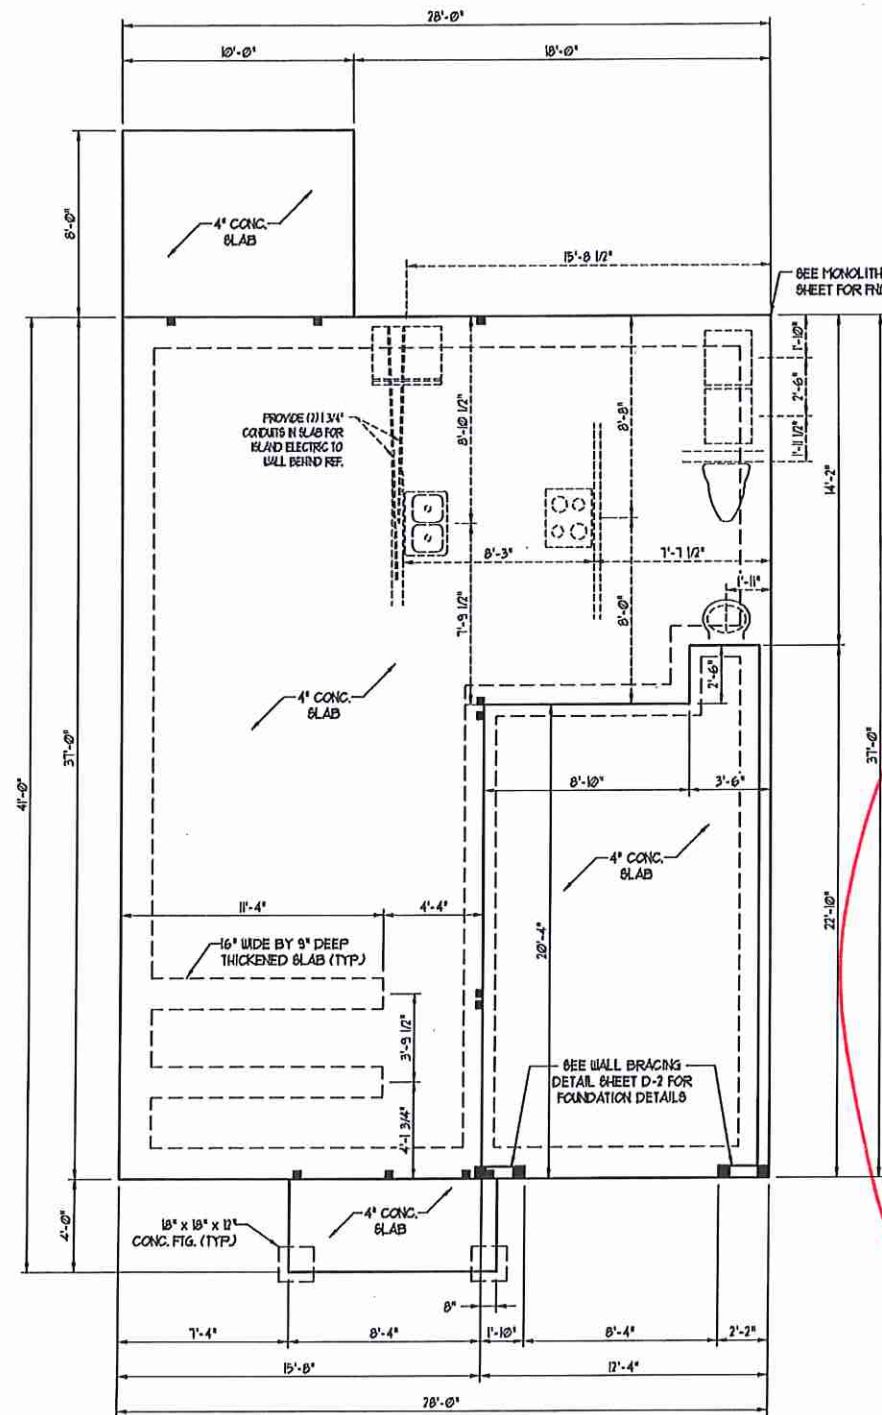 28'-0"
10'-0"
18'-0"
8'-0"
4" CONC.
SLAB
15'-8 1/2"
SEE MONOLITH
1'-10"
2'-6"
1'-11 1/2"
PROVIDE (2) 1 3/4"
CONDUITS IN SLAB FOR
ISLAND ELECTRIC TO
WALL BEHIND REF.
8'-10 1/2"
8'-8"
14'-2"
8'-3"
7'-7 1/2"
1'-11"
7'-9 1/2"
8'-0"
2'-6"
4" CONC.
SLAB
41'-0"
37'-0"
37'-0"
8'-10"
3'-6"
4" CONC.
SLAB
22'-10"
11'-4"
4'-4"
20'-4"
16" WIDE BY 9" DEEP
THICKENED SLAB (TYP.)
3'-9 1/2"
4'-1 3/4"
SEE WALL BRACING
DETAIL SHEET D-2 FOR
FOUNDATION DETAILS
4'-0"
18" x 18" x 12"
CONC. FTG. (TYP.)
4" CONC.
SLAB
8"
7'-4"
8'-4"
1'-10"
8'-4"
2'-2"
15'-8"
12'-4"
28'-0"